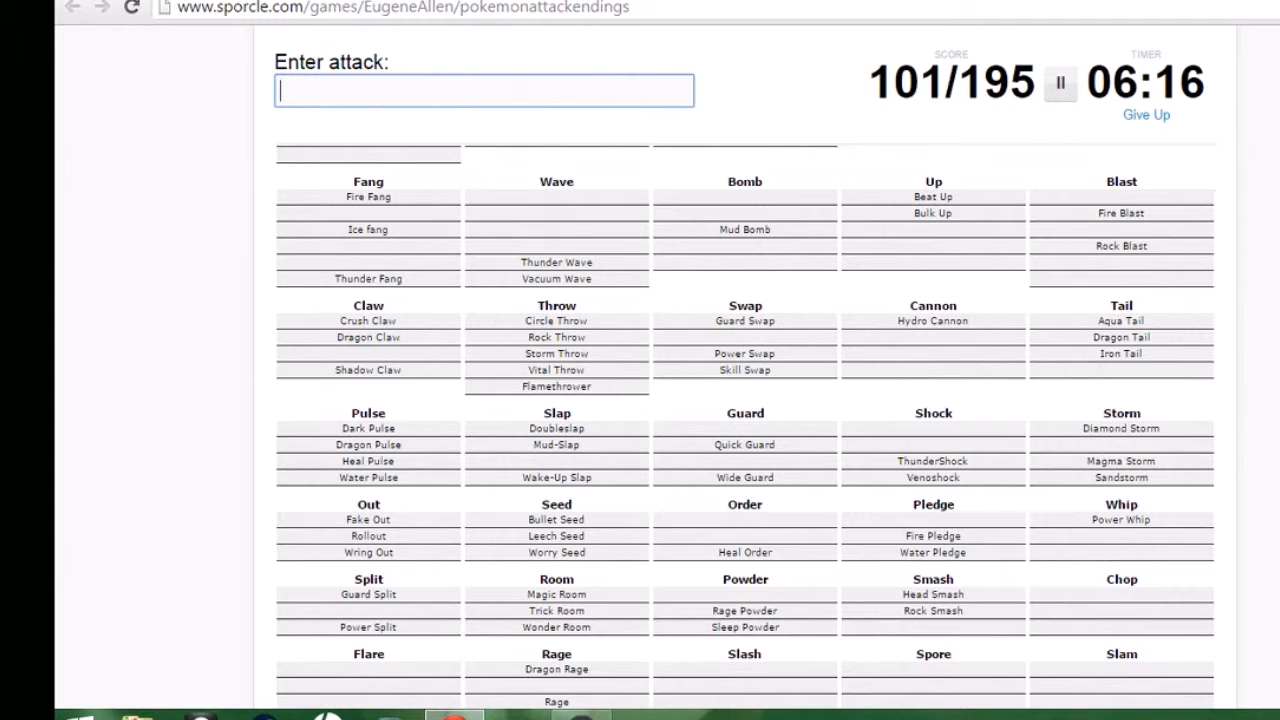 www.sporcle.com/games/EugeneAllen/pokemonattackendings
Enter attack:
SCORE
101/195
TIMER
06:16
Give Up
Fang Wave Bomb Up Blast
Fire Fang Beat Up
Bulk Up Fire Blast
Ice fang Mud Bomb
Rock Blast
Thunder Wave
Thunder Fang Vacuum Wave
Claw Throw Swap Cannon Tail
Crush Claw Circle Throw Guard Swap Hydro Cannon Aqua Tail
Dragon Claw Rock Throw Dragon Tail
Storm Throw Power Swap Iron Tail
Shadow Claw Vital Throw Skill Swap
Flamethrower
Pulse Slap Guard Shock Storm
Dark Pulse Doubleslap Diamond Storm
Dragon Pulse Mud-Slap Quick Guard
Heal Pulse ThunderShock Magma Storm
Water Pulse Wake-Up Slap Wide Guard Venoshock Sandstorm
Out Seed Order Pledge Whip
Fake Out Bullet Seed Power Whip
Rollout Leech Seed Fire Pledge
Wring Out Worry Seed Heal Order Water Pledge
Split Room Powder Smash Chop
Guard Split Magic Room Head Smash
Trick Room Rage Powder Rock Smash
Power Split Wonder Room Sleep Powder
Flare Rage Slash Spore Slam
Dragon Rage
Rage